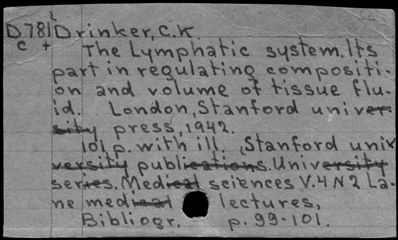 D781 Drinker, C.K.
c + The Lymphatic system. Its
part in regulating compositi-
on and volume of tissue flu-
id. London, Stanford univer-
sity press, 1942.
101 p. with ill. (Stanford univ
versity publications. University
series. Medical sciences V.4 N2 La-
ne medical lectures,
Bibliogr. p. 99-101.